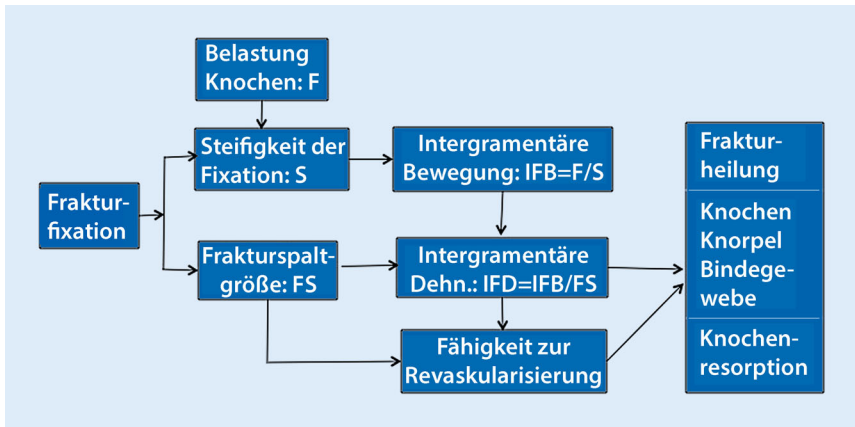 Belastung
Knochen: F
Steifigkeit der
Fixation: S
Intergramentäre
Bewegung: IFB=F/S
Fraktur-
heilung
Fraktur-
fixation
Knochen
Knorpel
Bindege-
webe
Frakturspalt-
größe: FS
Intergramentäre
Dehn.: IFD=IFB/FS
Fähigkeit zur
Revaskularisierung
Knochen-
resorption